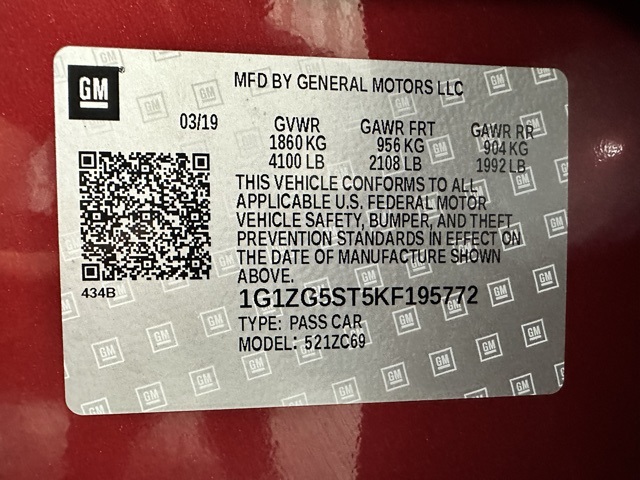 GM
MFD BY GENERAL MOTORS LLC
03/19 GVWR GAWR FRT GAWR RR
1860 KG 956 KG 904 KG
4100 LB 2108 LB 1992 LB
THIS VEHICLE CONFORMS TO ALL
APPLICABLE U.S. FEDERAL MOTOR
VEHICLE SAFETY, BUMPER, AND THEFT
PREVENTION STANDARDS IN EFFECT ON
THE DATE OF MANUFACTURE SHOWN
ABOVE.
434B
1G1ZG5ST5KF195772
TYPE: PASS CAR
MODEL: 521ZC69